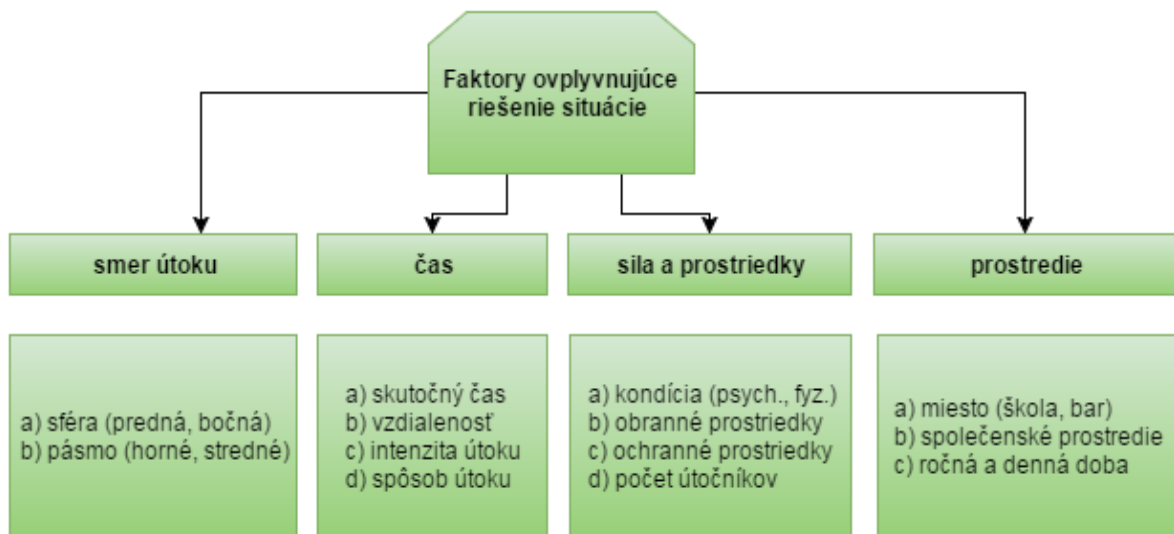 Faktory ovplyvnujúce
riešenie situácie
smer útoku
čas
sila a prostriedky
prostredie
a) sféra (predná, bočná)
b) pásmo (horné, stredné)
a) skutočný čas
b) vzdialenosť
c) intenzita útoku
d) spôsob útoku
a) kondícia (psych., fyz.)
b) obranné prostriedky
c) ochranné prostriedky
d) počet útočníkov
a) miesto (škola, bar)
b) společenské prostredie
c) ročná a denná doba